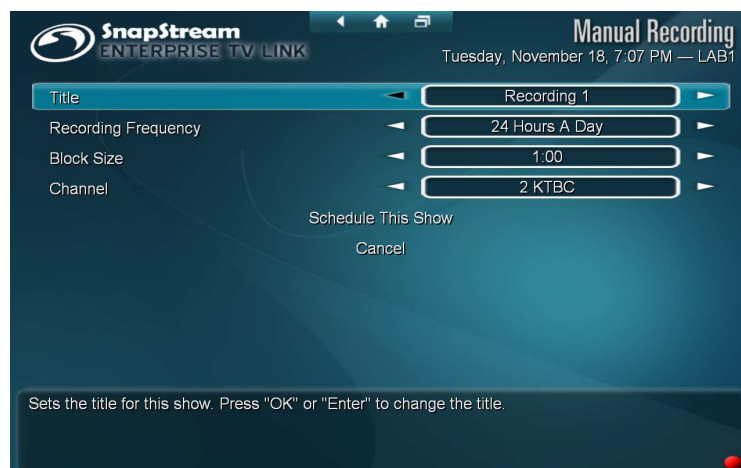 SnapStream
ENTERPRISE TV LINK
Manual Recording
Tuesday, November 18, 7:07 PM — LAB1
Title Recording 1
Recording Frequency 24 Hours A Day
Block Size 1:00
Channel 2 KTBC
Schedule This Show
Cancel
Sets the title for this show. Press "OK" or "Enter" to change the title.